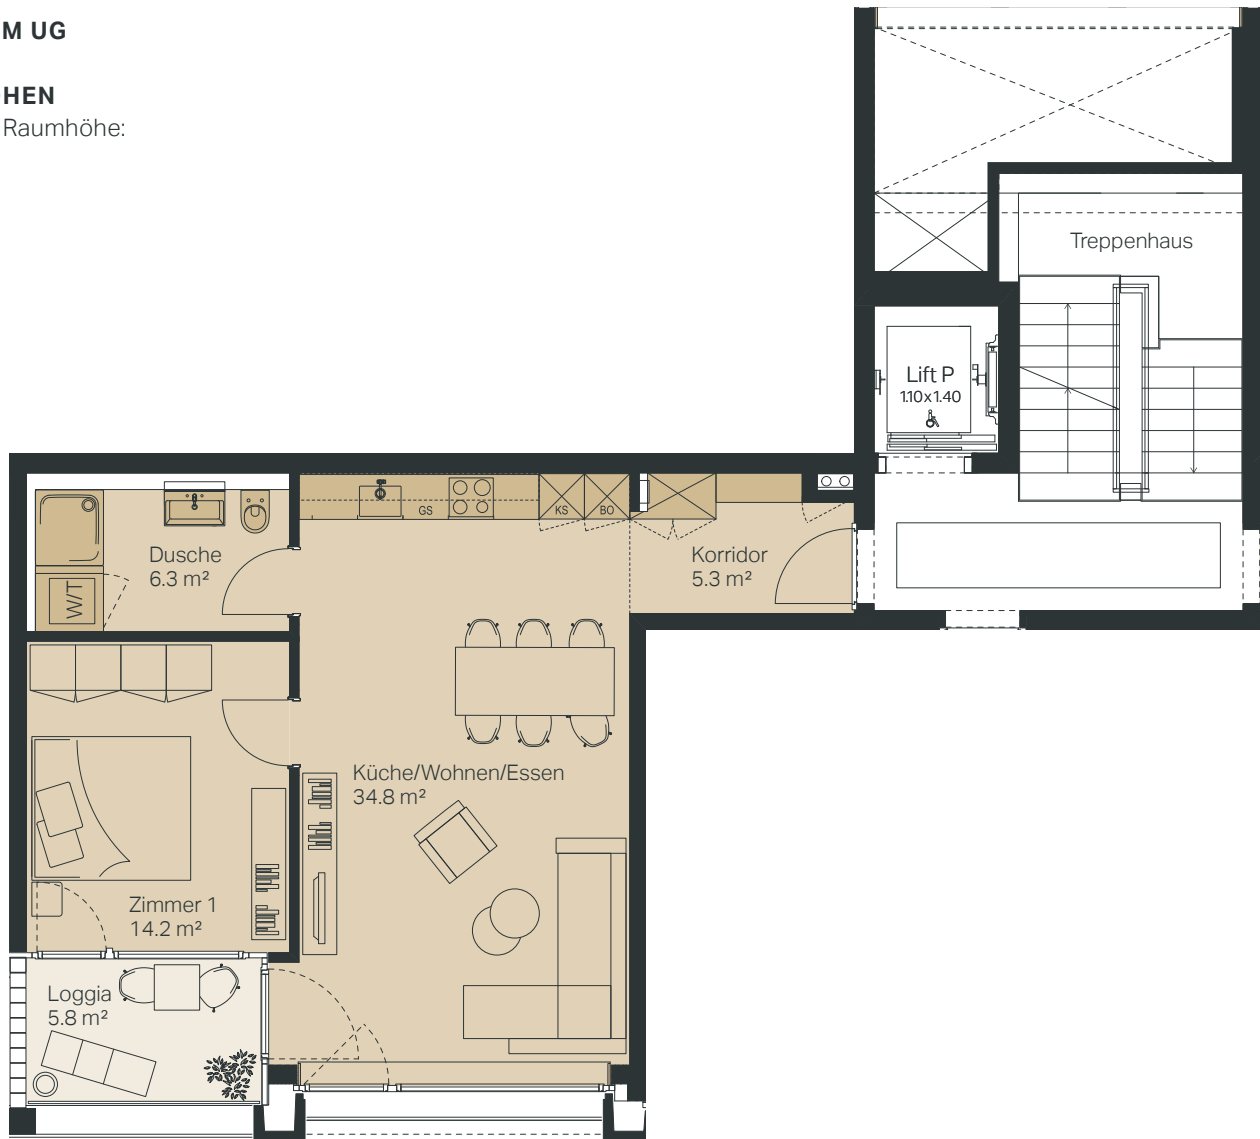 M UG
HEN
Raumhöhe:
Treppenhaus
Lift P
1.10x1.40
GS
KS
BO
Dusche
6.3 m²
W/T
Korridor
5.3 m²
Küche/Wohnen/Essen
34.8 m²
Zimmer 1
14.2 m²
Loggia
5.8 m²